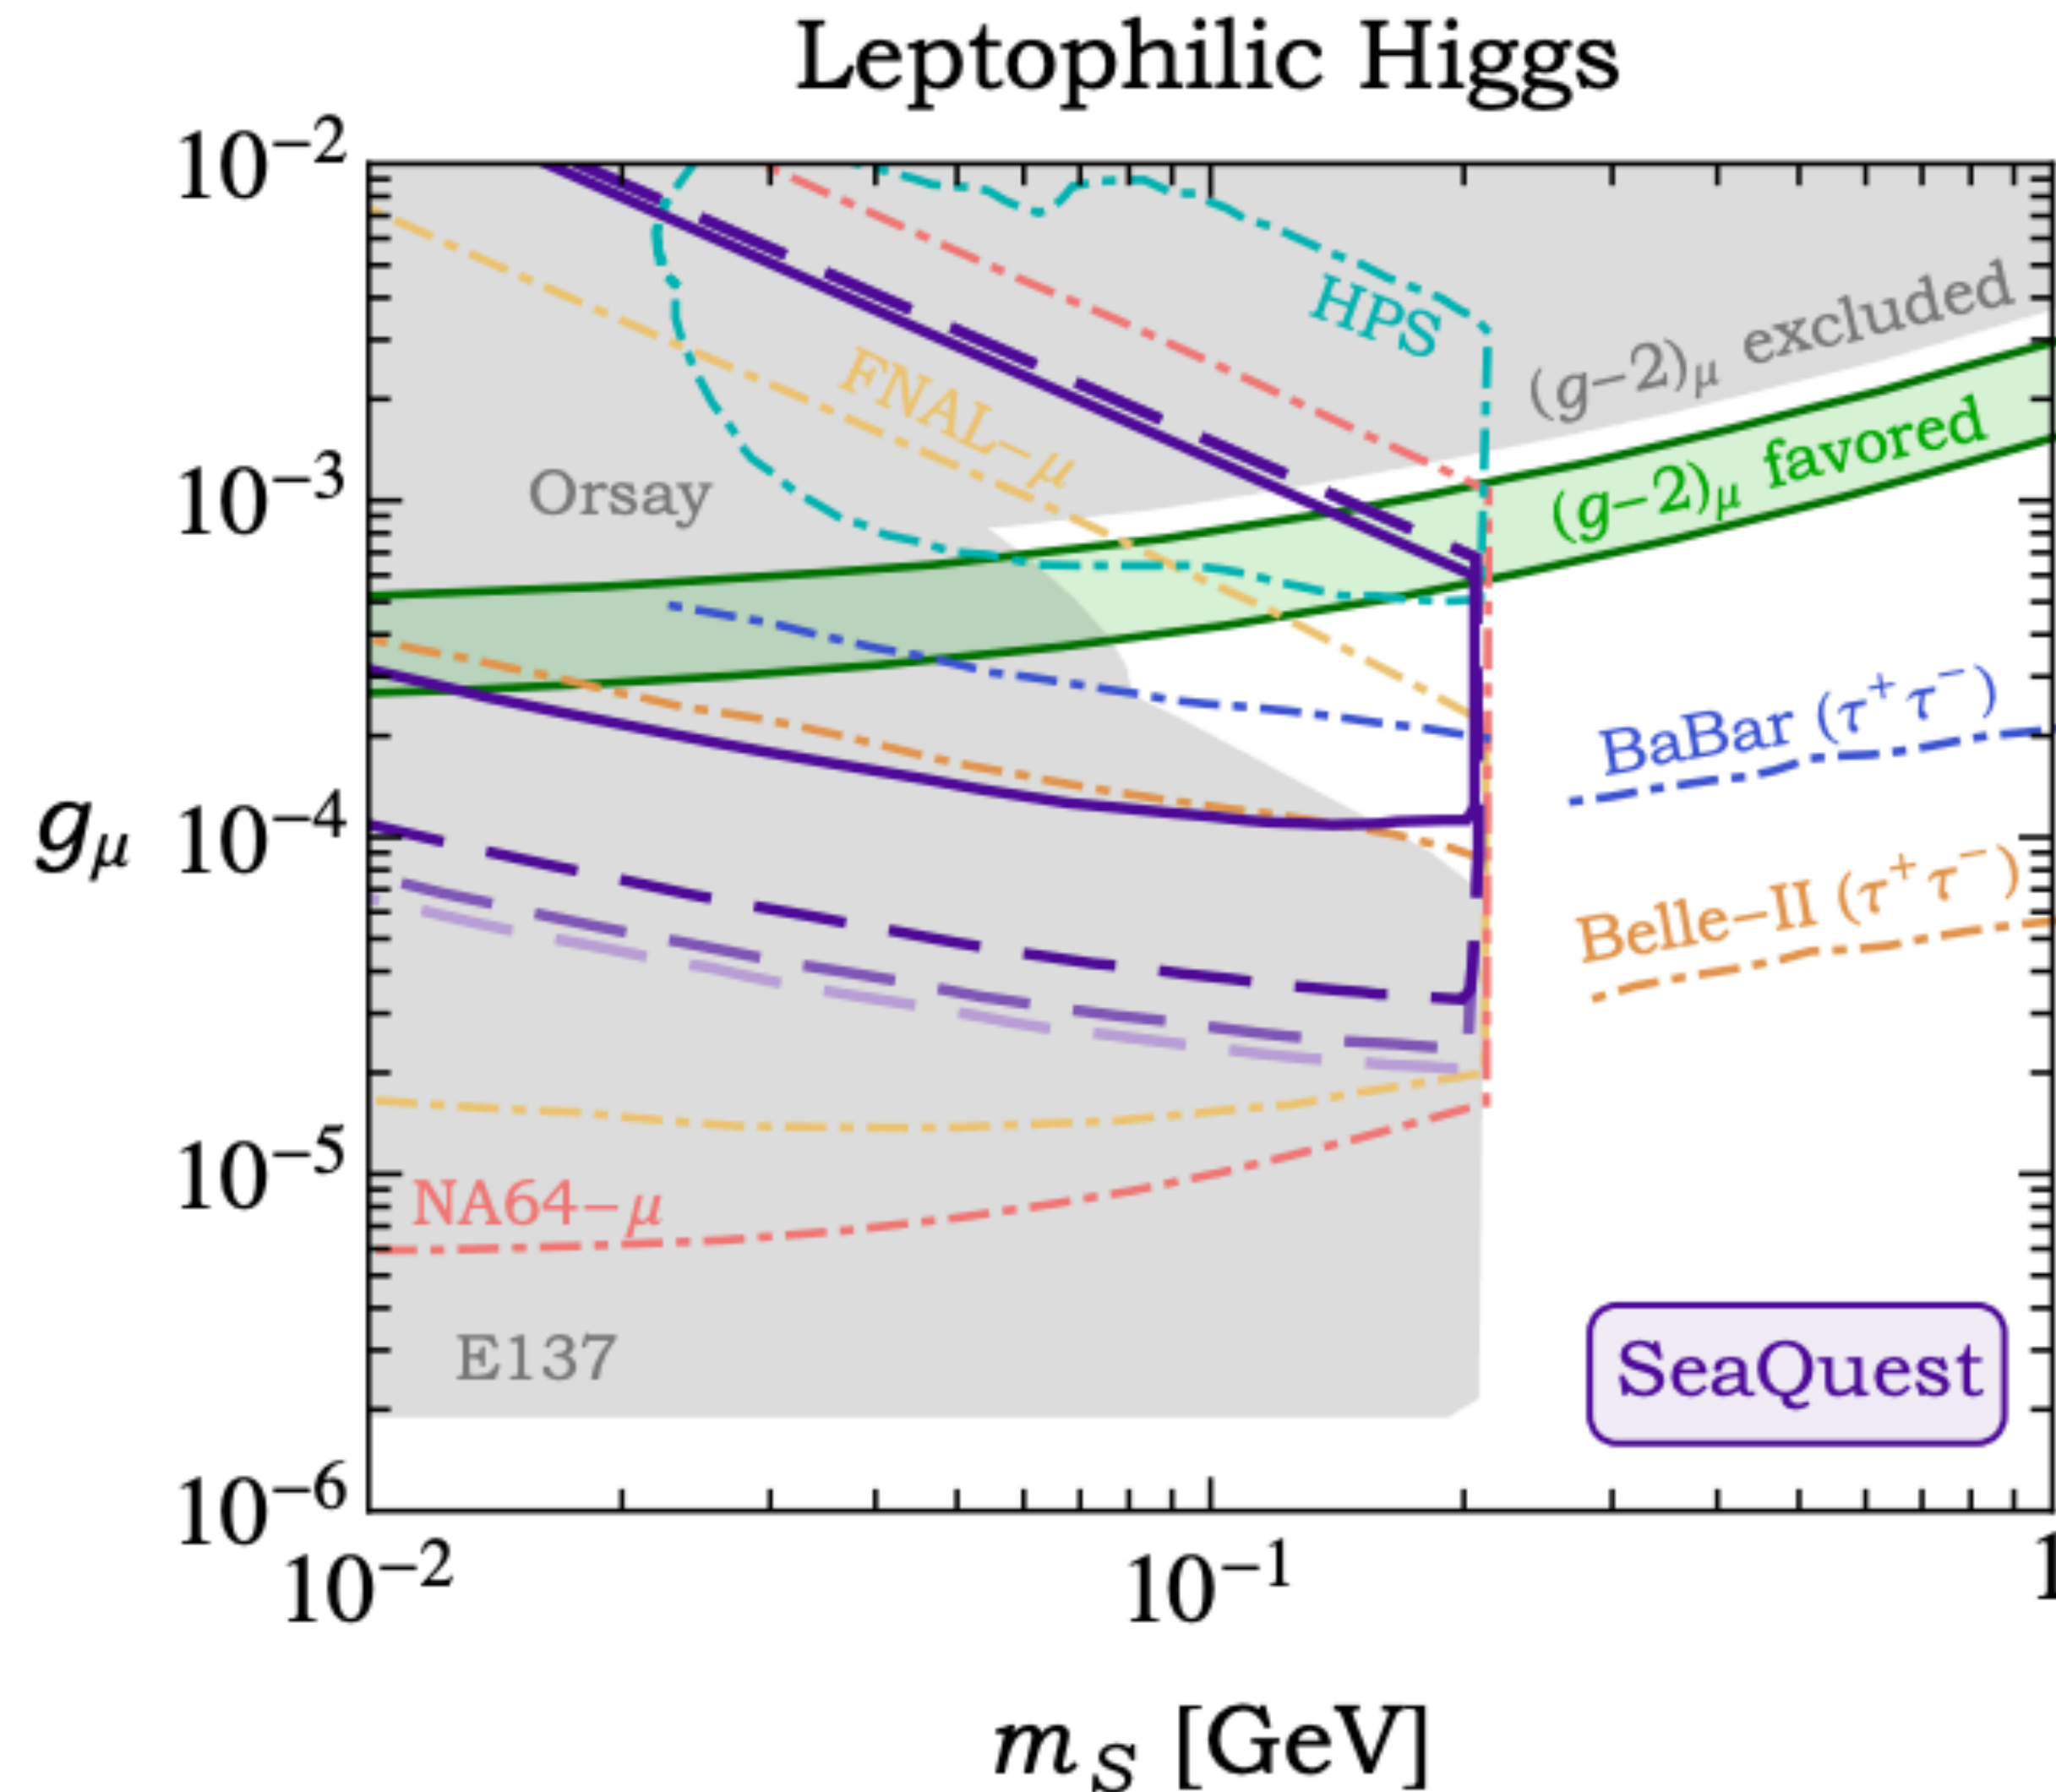 Leptophilic Higgs
10⁻²
HPS
(g−2)μ excluded
FNAL−μ
(g−2)μ favored
Orsay
10⁻³
BaBar (τ⁺τ⁻)
gμ
10⁻⁴
Belle−II (τ⁺τ⁻)
10⁻⁵
NA64−μ
E137
SeaQuest
10⁻⁶
10⁻² 10⁻¹ 1
mS [GeV]